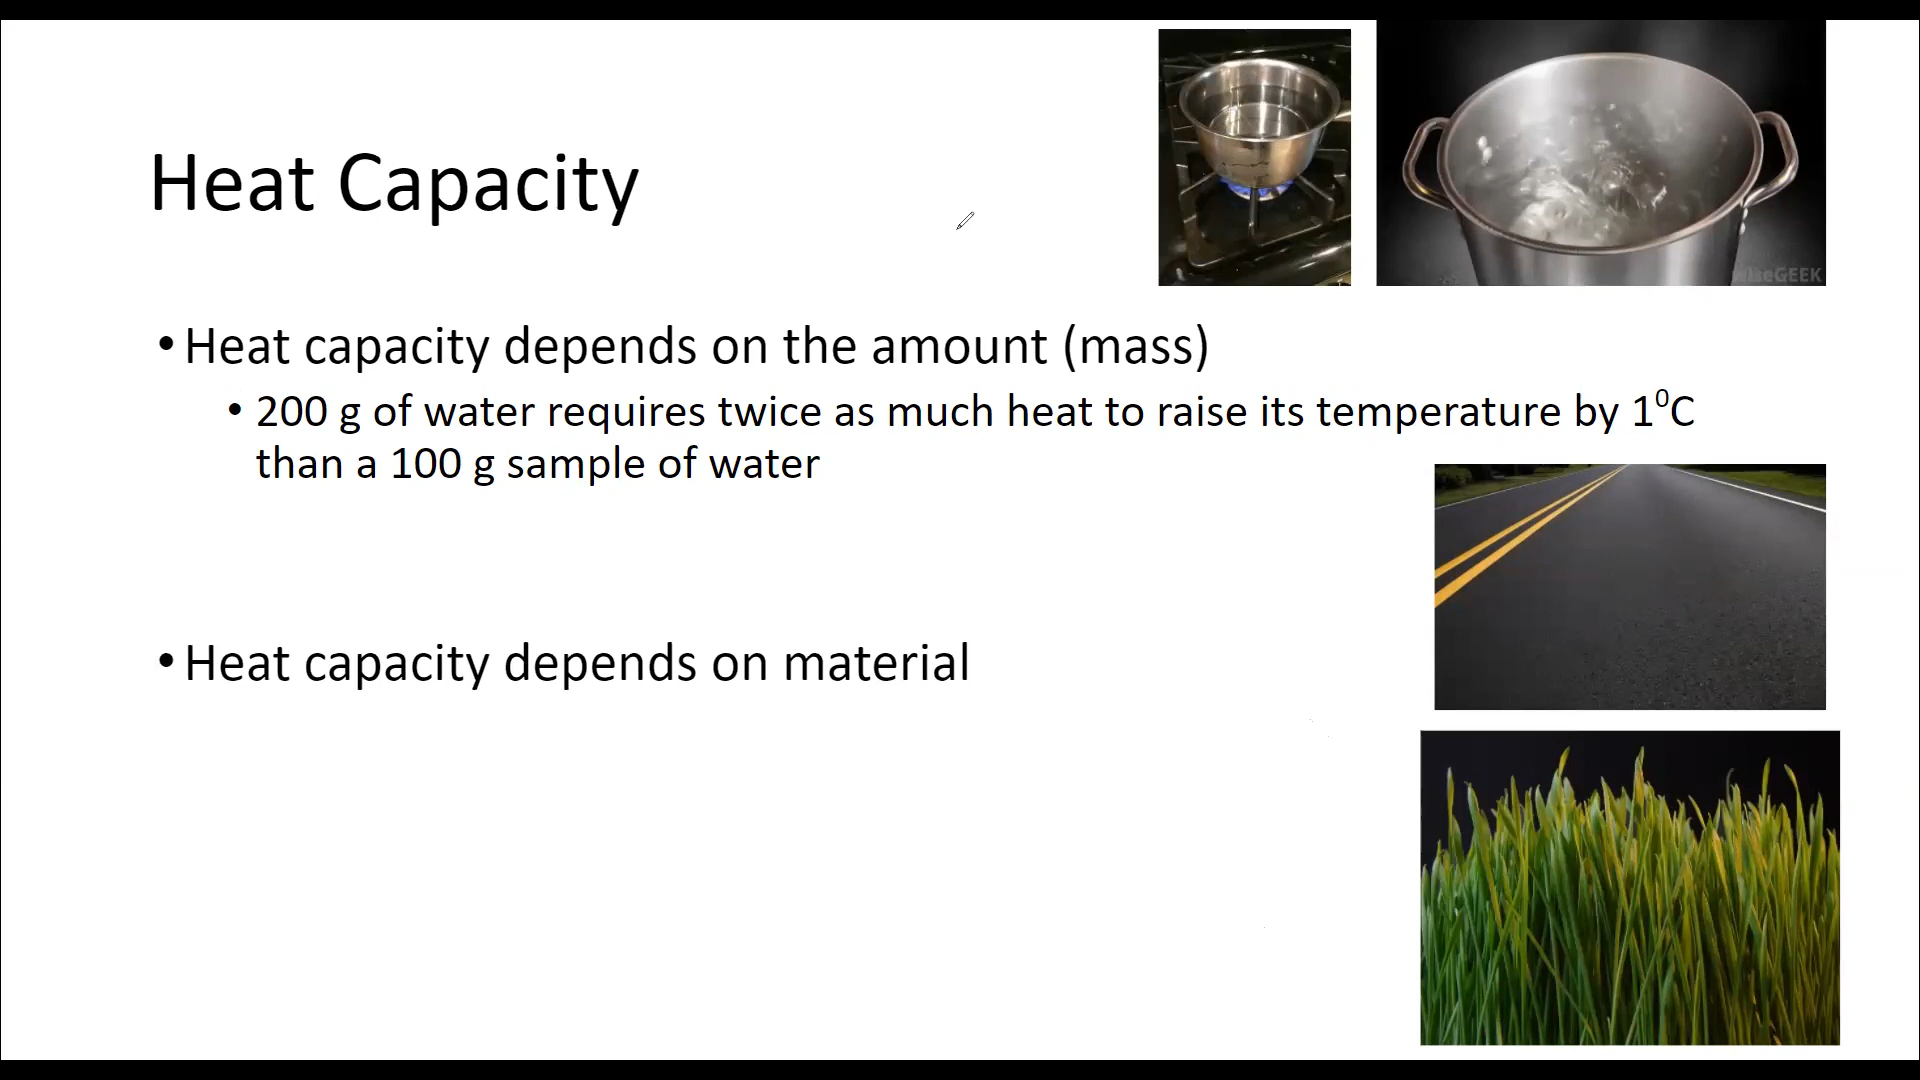 Heat Capacity
wiseGEEK
• Heat capacity depends on the amount (mass)
• 200 g of water requires twice as much heat to raise its temperature by 1⁰C
than a 100 g sample of water
• Heat capacity depends on material